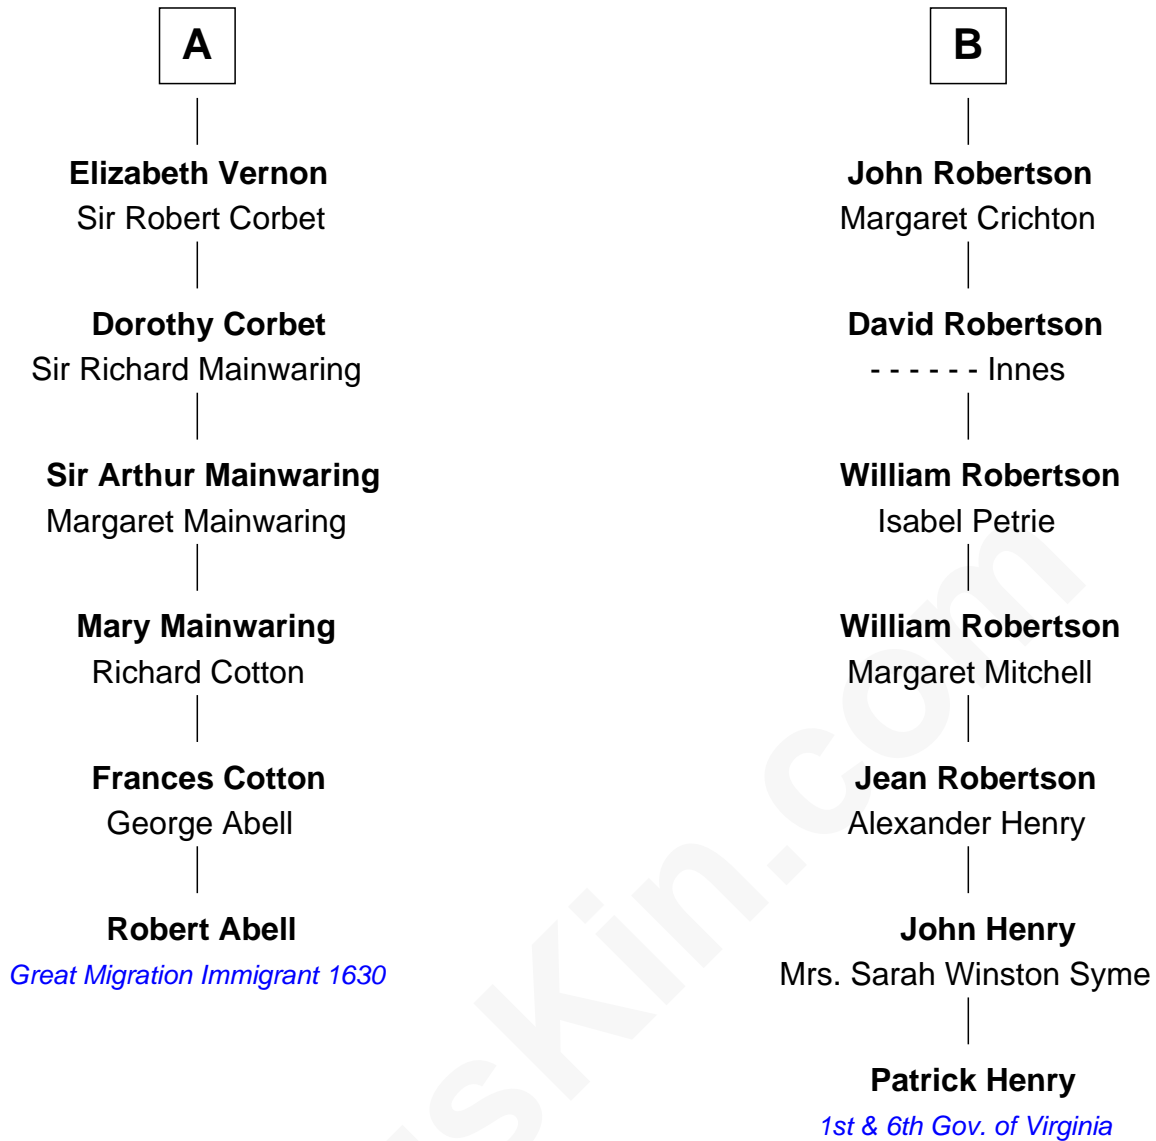 A
Elizabeth Vernon
Sir Robert Corbet
Dorothy Corbet
Sir Richard Mainwaring
Sir Arthur Mainwaring
Margaret Mainwaring
Mary Mainwaring
Richard Cotton
Frances Cotton
George Abell
Robert Abell
Great Migration Immigrant 1630
B
John Robertson
Margaret Crichton
David Robertson
- - - - - - Innes
William Robertson
Isabel Petrie
William Robertson
Margaret Mitchell
Jean Robertson
Alexander Henry
John Henry
Mrs. Sarah Winston Syme
Patrick Henry
1st & 6th Gov. of Virginia
usKin.com